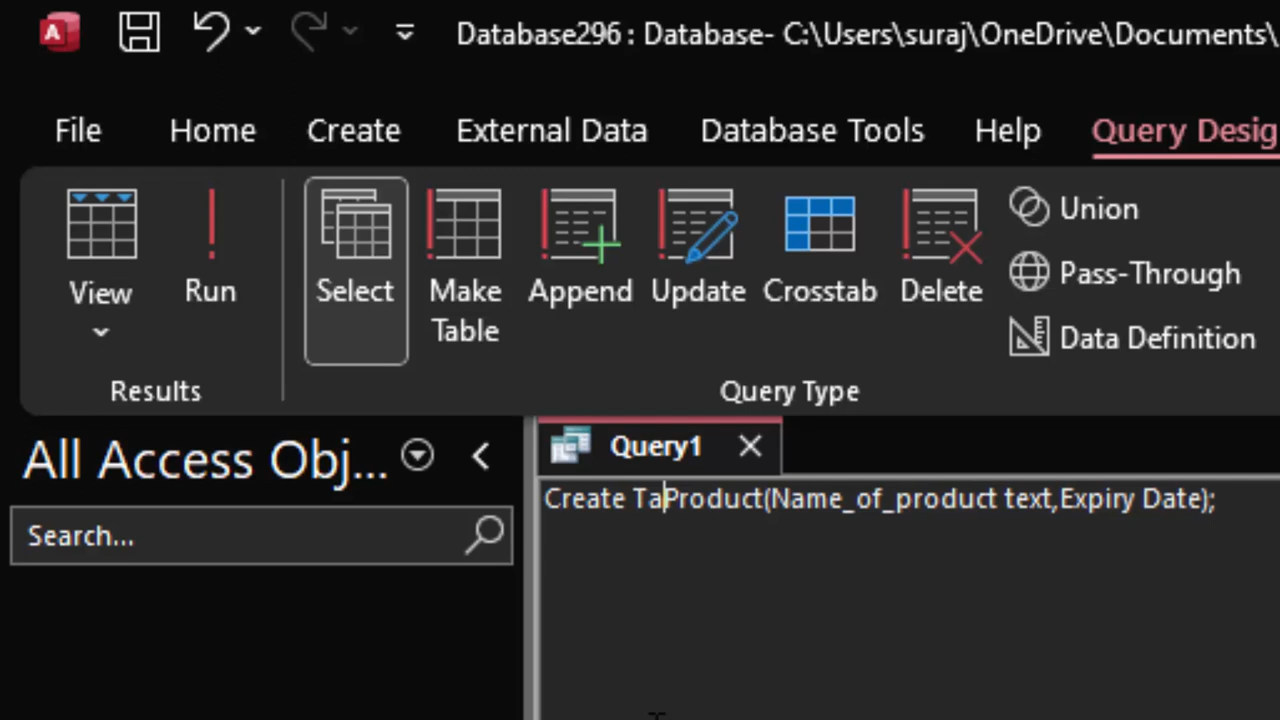 A
Database296 : Database- C:\Users\suraj\OneDrive\Documents\
File Home Create External Data Database Tools Help Query Desig
View Run Select Make Table Append Update Crosstab Delete Union
Pass-Through
Data Definition
Results Query Type
All Access Obj... Query1
Create TaProduct(Name_of_product text,Expiry Date);
Search...